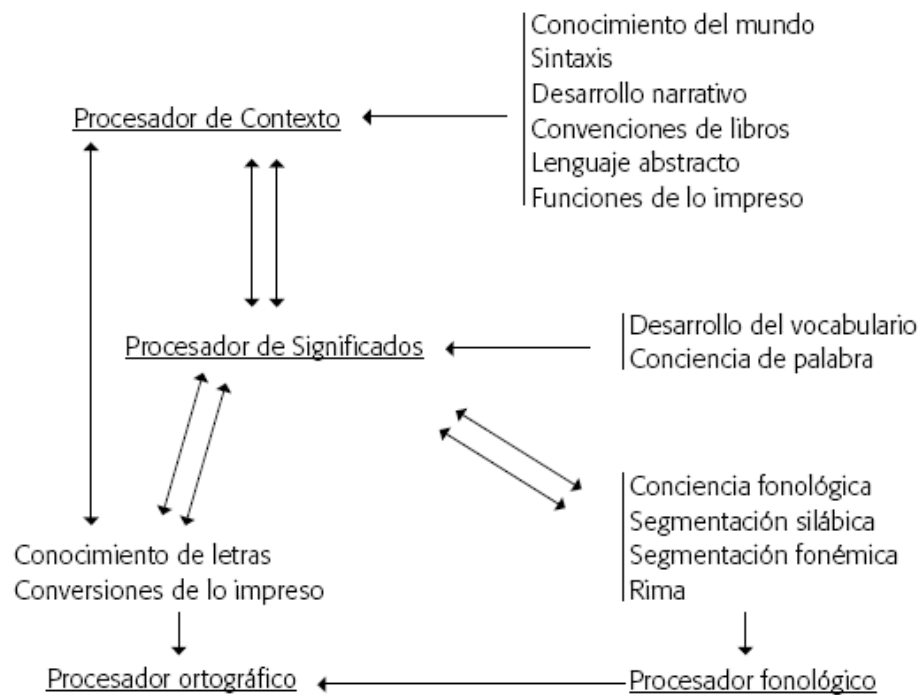 Conocimiento del mundo
Sintaxis
Desarrollo narrativo
Procesador de Contexto
Convenciones de libros
Lenguaje abstracto
Funciones de lo impreso
Desarrollo del vocabulario
Procesador de Significados
Conciencia de palabra
Conciencia fonológica
Segmentación silábica
Segmentación fonémica
Rima
Conocimiento de letras
Conversiones de lo impreso
Procesador ortográfico
Procesador fonológico